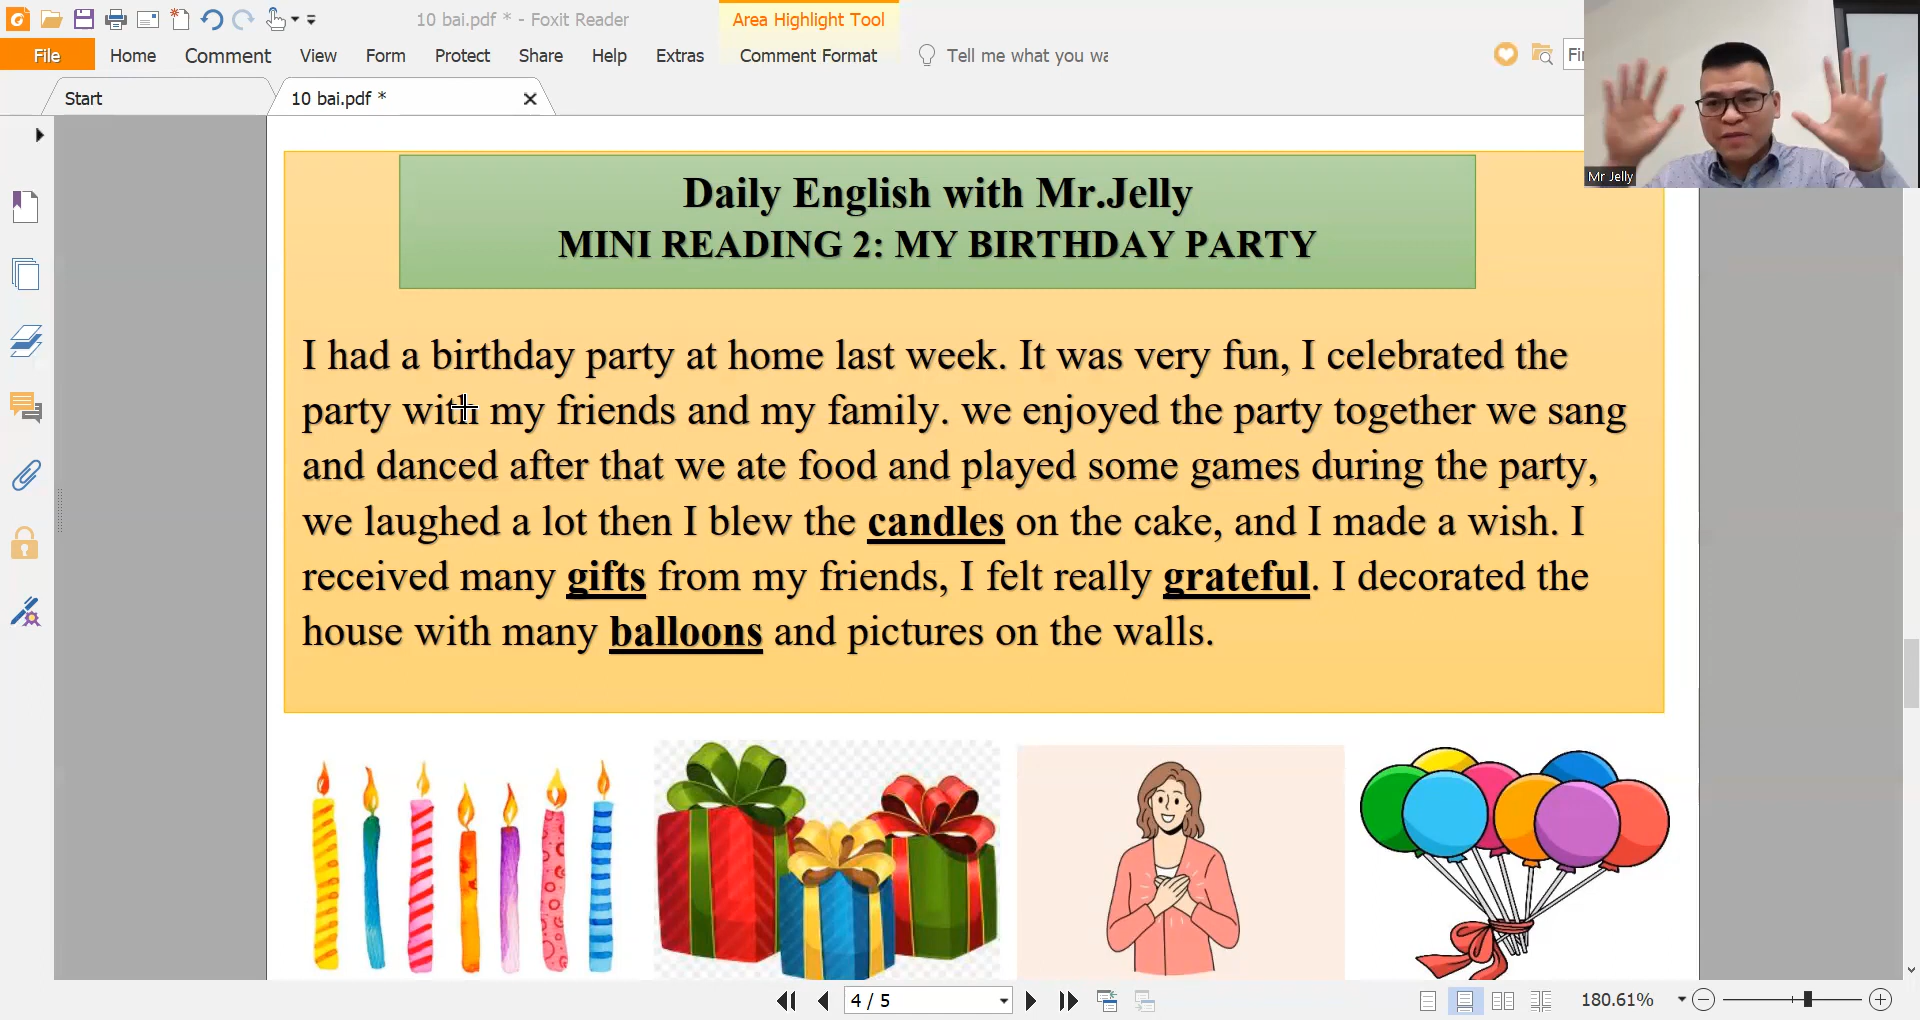 10 bai.pdf * - Foxit Reader
Area Highlight Tool
File Home Comment View Form Protect Share Help Extras Comment Format Tell me what you
Start
10 bai.pdf *
Mr Jelly
Daily English with Mr.Jelly
MINI READING 2: MY BIRTHDAY PARTY
I had a birthday party at home last week. It was very fun, I celebrated the
party with my friends and my family. we enjoyed the party together we sang
and danced after that we ate food and played some games during the party,
we laughed a lot then I blew the candles on the cake, and I made a wish. I
received many gifts from my friends, I felt really grateful. I decorated the
house with many balloons and pictures on the walls.
4 / 5
180.61%